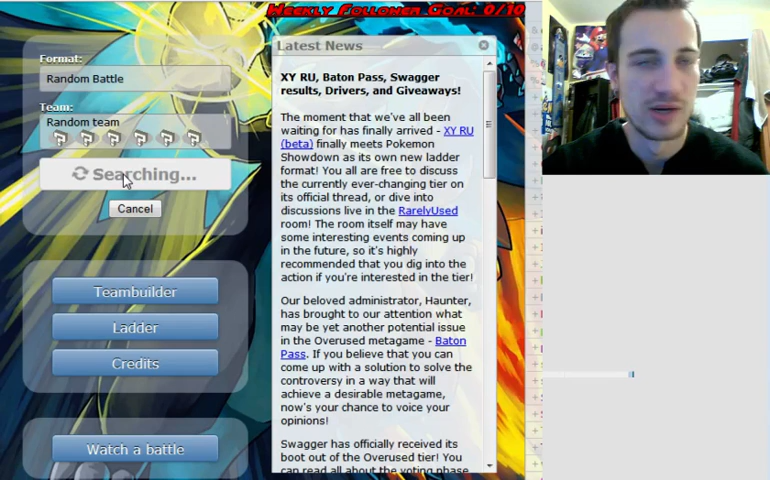 Weekly Follower Goal: 0/10
Format:
Random Battle
Team:
Random team
Searching...
Cancel
Teambuilder
Ladder
Credits
Watch a battle
Latest News
XY RU, Baton Pass, Swagger
results, Drivers, and Giveaways!
The moment that we've all been
waiting for has finally arrived - XY RU
(beta) finally meets Pokemon
Showdown as its own new ladder
format! You all are free to discuss
the currently ever-changing tier on
its official thread, or dive into
discussions live in the RarelyUsed
room! The room itself may have
some interesting events coming up
in the future, so it's highly
recommended that you dig into the
action if you're interested in the tier!
Our beloved administrator, Haunter,
has brought to our attention what
may be yet another potential issue
in the Overused metagame - Baton
Pass. If you believe that you can
come up with a solution to solve the
controversy in a way that will
achieve a desirable metagame,
now's your chance to voice your
opinions!
Swagger has officially received its
boot out of the Overused tier! You
can read all about the voting phase